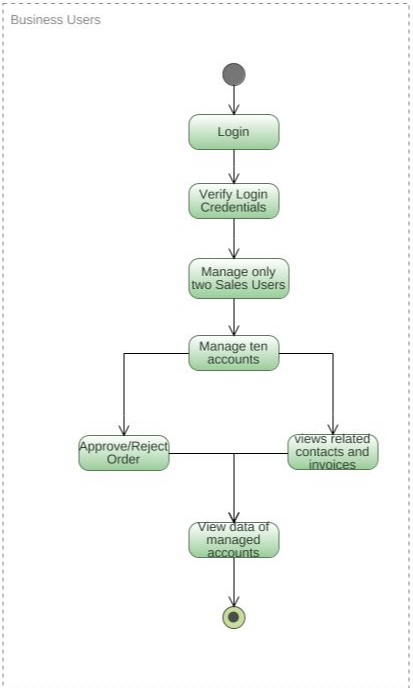 Business Users
Login
Verify Login
Credentials
Manage only
two Sales Users
Manage ten
accounts
Approve/Reject
Order
views related
contacts and
invoices
View data of
managed
accounts